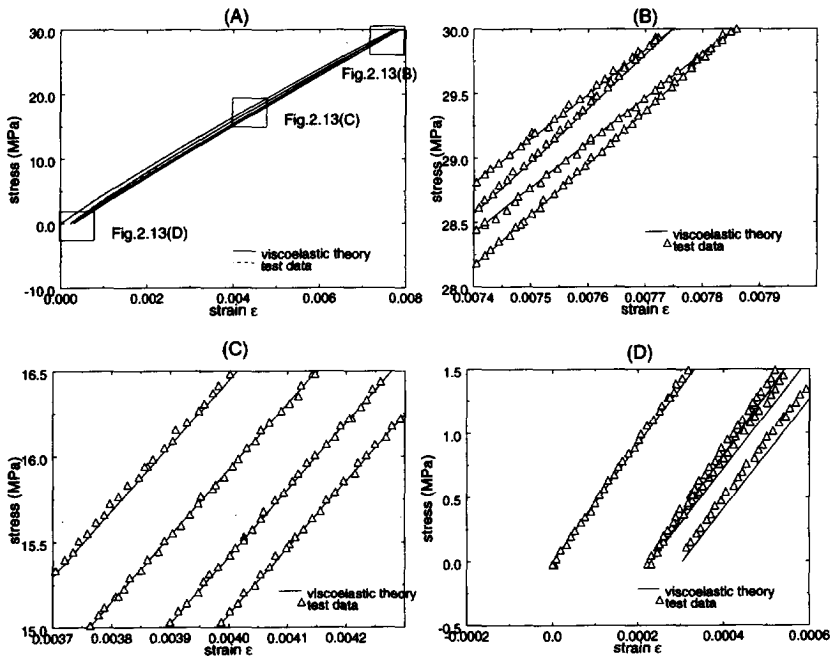 (A)
30.0
20.0
10.0
0.0
-10.0
stress (MPa)
Fig.2.13(B)
Fig.2.13(C)
Fig.2.13(D)
viscoelastic theory
test data
0.000 0.002 0.004 0.006 0.008
strain ε
(B)
30.0
29.5
29.0
28.5
28.0
stress (MPa)
viscoelastic theory
test data
0.0074 0.0075 0.0076 0.0077 0.0078 0.0079
strain ε
(C)
16.5
16.0
15.5
15.0
stress (MPa)
viscoelastic theory
test data
0.0037 0.0038 0.0039 0.0040 0.0041 0.0042
strain ε
(D)
1.5
1.0
0.5
0.0
-0.5
stress (MPa)
viscoelastic theory
test data
-0.0002 0.0 0.0002 0.0004 0.0006
strain ε